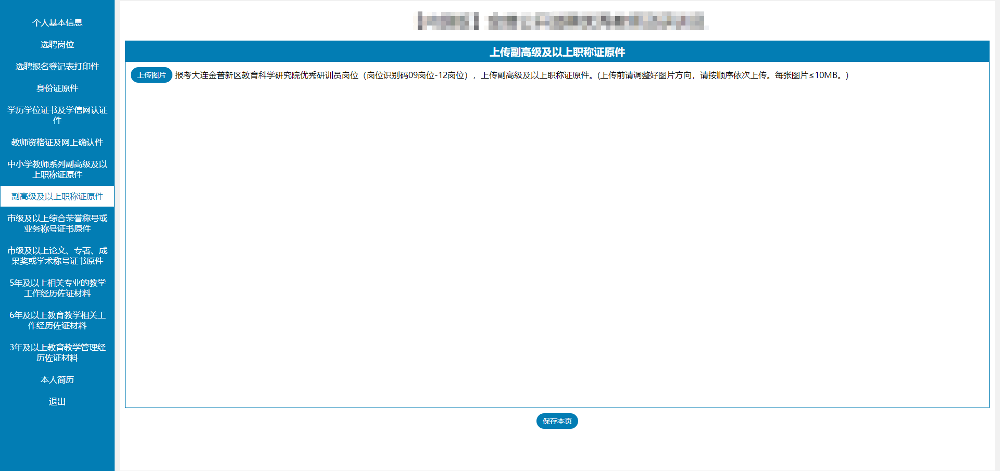 个人基本信息
选聘岗位
选聘报名登记表打印件
身份证原件
学历学位证书及学信网认证
件
教师资格证及网上确认件
中小学教师系列副高级及以
上职称证原件
副高级及以上职称证原件
市级及以上综合荣誉称号或
业务称号证书原件
市级及以上论文、专著、成
果奖或学术称号证书原件
5年及以上相关专业的教学
工作经历佐证材料
6年及以上教育教学相关工
作经历佐证材料
3年及以上教育教学管理经
历佐证材料
本人简历
退出
上传副高级及以上职称证原件
上传图片 报考大连金普新区教育科学研究院优秀研训员岗位（岗位识别码09岗位-12岗位），上传副高级及以上职称证原件。(上传前请调整好图片方向，请按顺序依次上传。每张图片≤10MB。)
保存本页